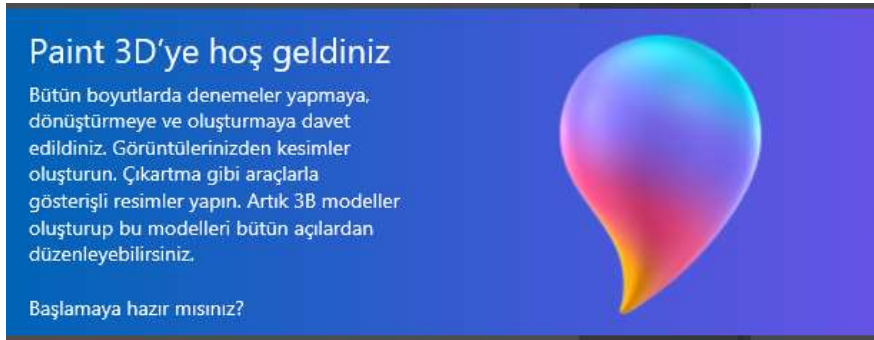 Paint 3D’ye hoş geldiniz
Bütün boyutlarda denemeler yapmaya,
dönüştürmeye ve oluşturmaya davet
edildiniz. Görüntülerinizden kesimler
oluşturun. Çıkartma gibi araçlarla
gösterişli resimler yapın. Artık 3B modeller
oluşturup bu modelleri bütün açılardan
düzenleyebilirsiniz.
Başlamaya hazır mısınız?